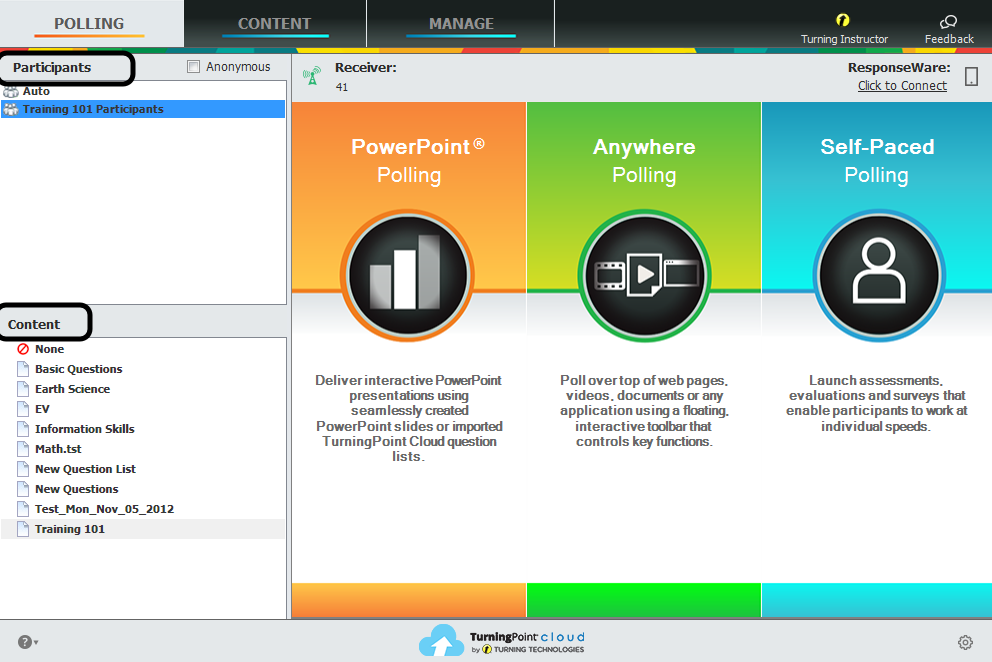 POLLING
CONTENT
MANAGE
Turning Instructor
Feedback
Participants
Anonymous
Auto
Training 101 Participants
Content
None
Basic Questions
Earth Science
EV
Information Skills
Math.tst
New Question List
New Questions
Test_Mon_Nov_05_2012
Training 101
Receiver:
41
ResponseWare:
Click to Connect
PowerPoint®
Polling
Deliver interactive PowerPoint
presentations using
seamlessly created
PowerPoint slides or imported
TurningPoint Cloud question
lists.
Anywhere
Polling
Poll over top of web pages,
videos, documents or any
application using a floating,
interactive toolbar that
controls key functions.
Self-Paced
Polling
Launch assessments,
evaluations and surveys that
enable participants to work at
individual speeds.
?
TurningPoint cloud
by TURNING TECHNOLOGIES